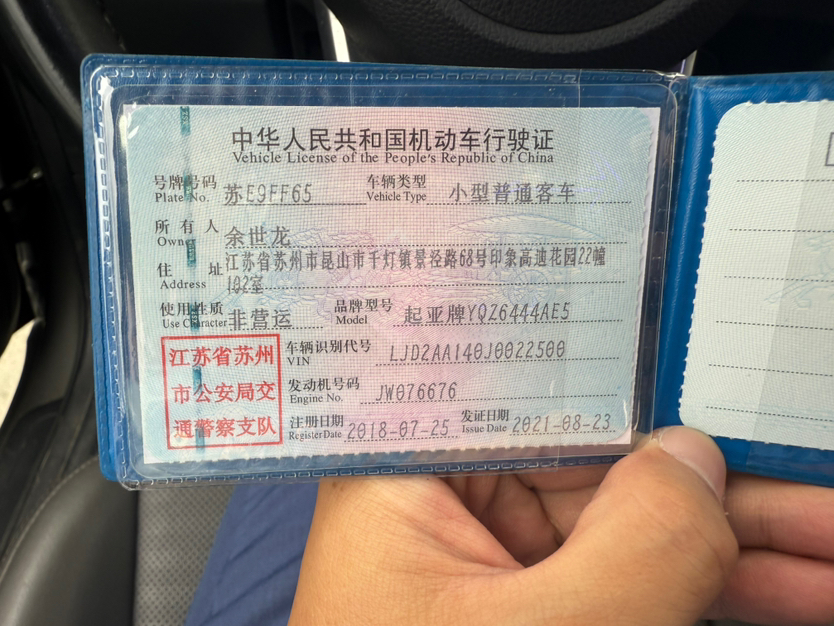 中华人民共和国机动车行驶证
Vehicle License of the People's Republic of China
号牌号码 苏E9FF65 车辆类型 小型普通客车
Plate No. Vehicle Type
所有人 余世龙
Owner
住址 江苏省苏州市昆山市千灯镇景径路68号印象高迪花园22幢
Address 102室
使用性质 非营运 品牌型号 起亚牌YQZ6444AE5
Use Character Model
江苏省苏州
市公安局交
通警察支队
车辆识别代号 LJD2AA140J0022500
VIN
发动机号码 JW076676
Engine No.
注册日期 2018-07-25 发证日期 2021-08-23
Register Date Issue Date